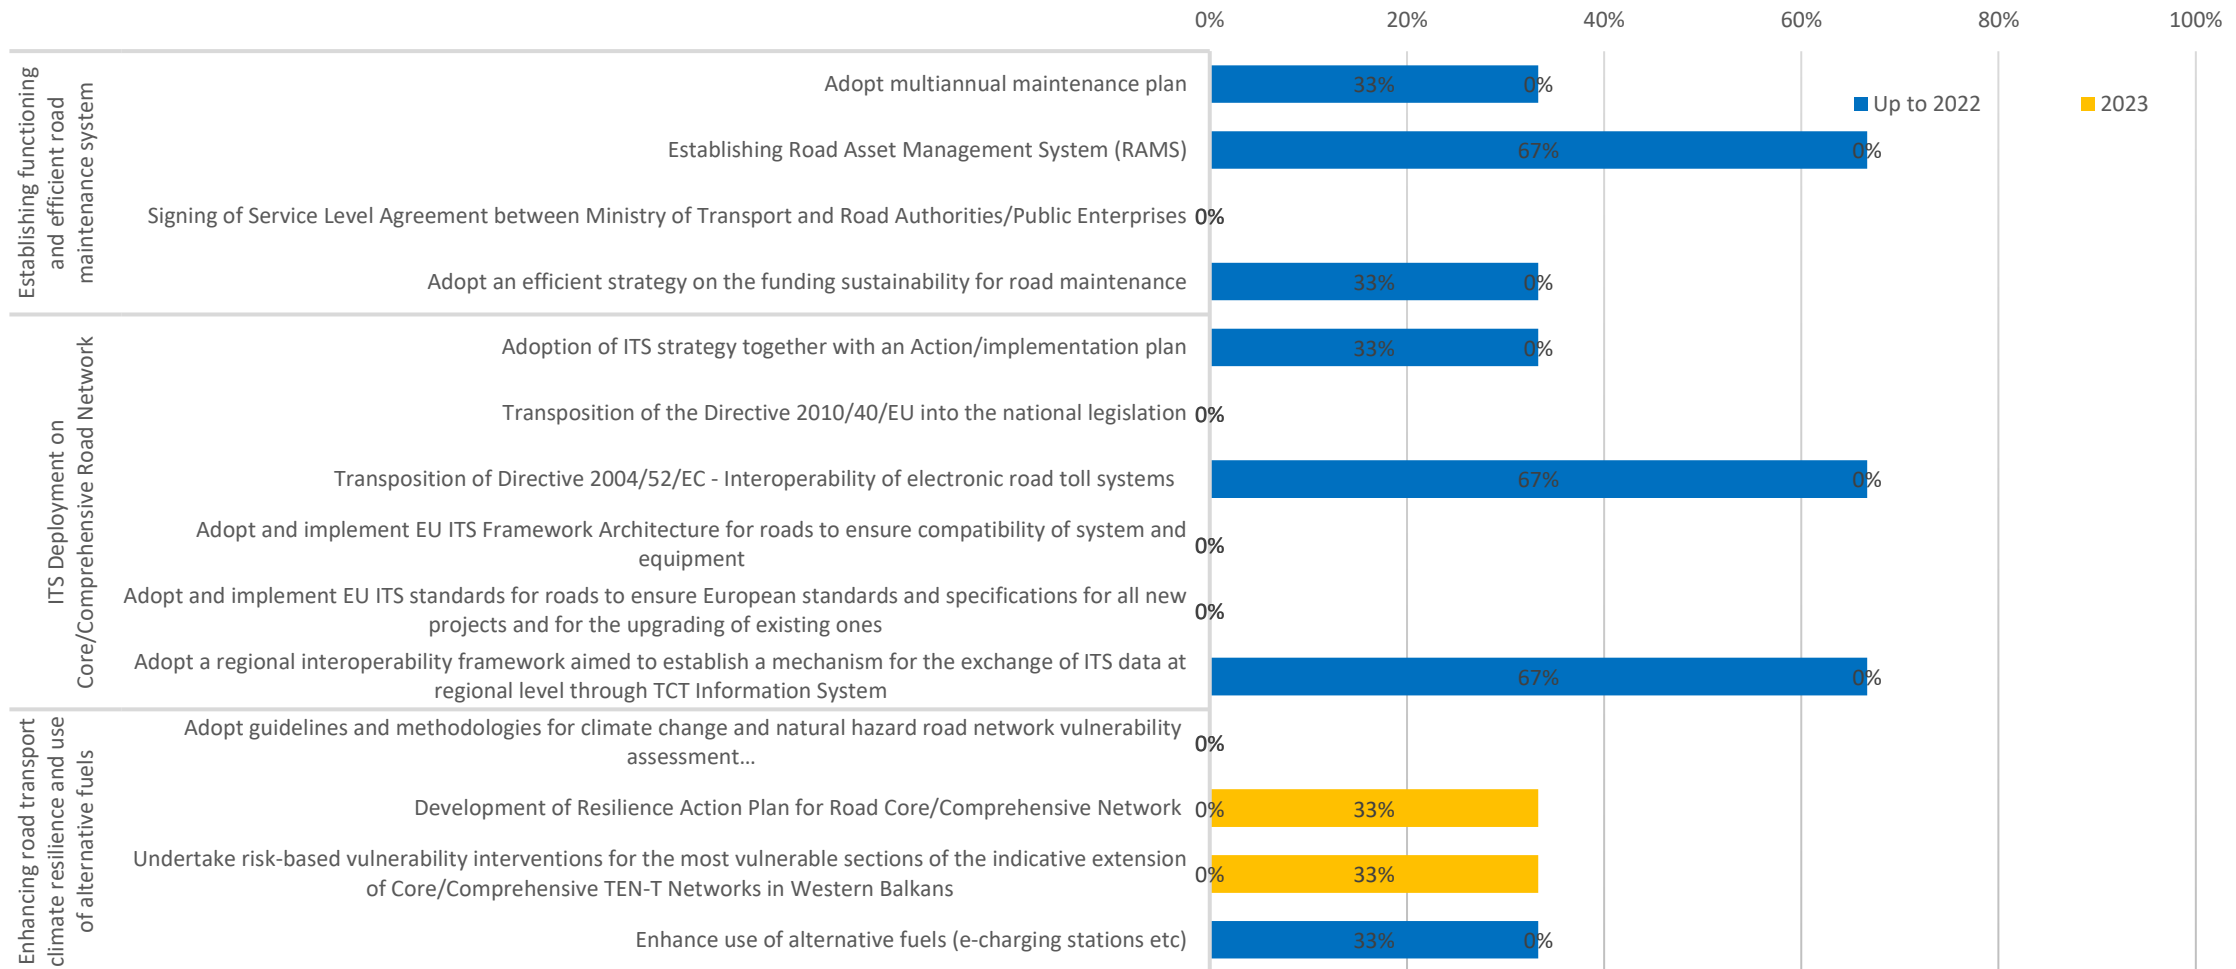 0% 20% 40% 60% 80% 100%
Up to 2022 2023
Establishing functioning
and efficient road
maintenance system
Adopt multiannual maintenance plan 33% 0%
Establishing Road Asset Management System (RAMS) 67% 0%
Signing of Service Level Agreement between Ministry of Transport and Road Authorities/Public Enterprises 0%
Adopt an efficient strategy on the funding sustainability for road maintenance 33% 0%
ITS Deployment on
Core/Comprehensive Road Network
Adoption of ITS strategy together with an Action/implementation plan 33% 0%
Transposition of the Directive 2010/40/EU into the national legislation 0%
Transposition of Directive 2004/52/EC - Interoperability of electronic road toll systems 67% 0%
Adopt and implement EU ITS Framework Architecture for roads to ensure compatibility of system and
equipment 0%
Adopt and implement EU ITS standards for roads to ensure European standards and specifications for all new
projects and for the upgrading of existing ones 0%
Adopt a regional interoperability framework aimed to establish a mechanism for the exchange of ITS data at
regional level through TCT Information System 67% 0%
Enhancing road transport
climate resilience and use
of alternative fuels
Adopt guidelines and methodologies for climate change and natural hazard road network vulnerability
assessment... 0%
Development of Resilience Action Plan for Road Core/Comprehensive Network 0% 33%
Undertake risk-based vulnerability interventions for the most vulnerable sections of the indicative extension
of Core/Comprehensive TEN-T Networks in Western Balkans 0% 33%
Enhance use of alternative fuels (e-charging stations etc) 33% 0%